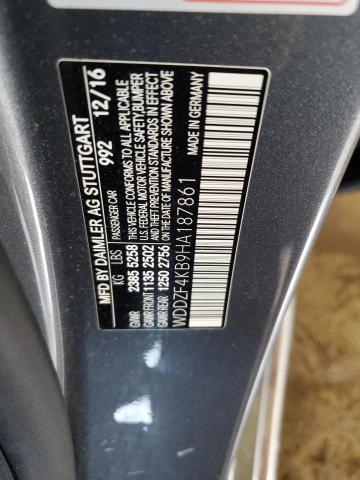 MFD BY DAIMLER AG STUTTGART
PASSENGER CAR 992 12/16
KG LBS THIS VEHICLE CONFORMS TO ALL APPLICABLE
GVWR 2385 5258 U.S. FEDERAL MOTOR VEHICLE SAFETY, BUMPER
GAWR FRONT 1135 2502 AND THEFT PREVENTION STANDARDS IN EFFECT
GAWR REAR 1250 2756 ON THE DATE OF MANUFACTURE SHOWN ABOVE
WDDZF4KB9HA187861 MADE IN GERMANY